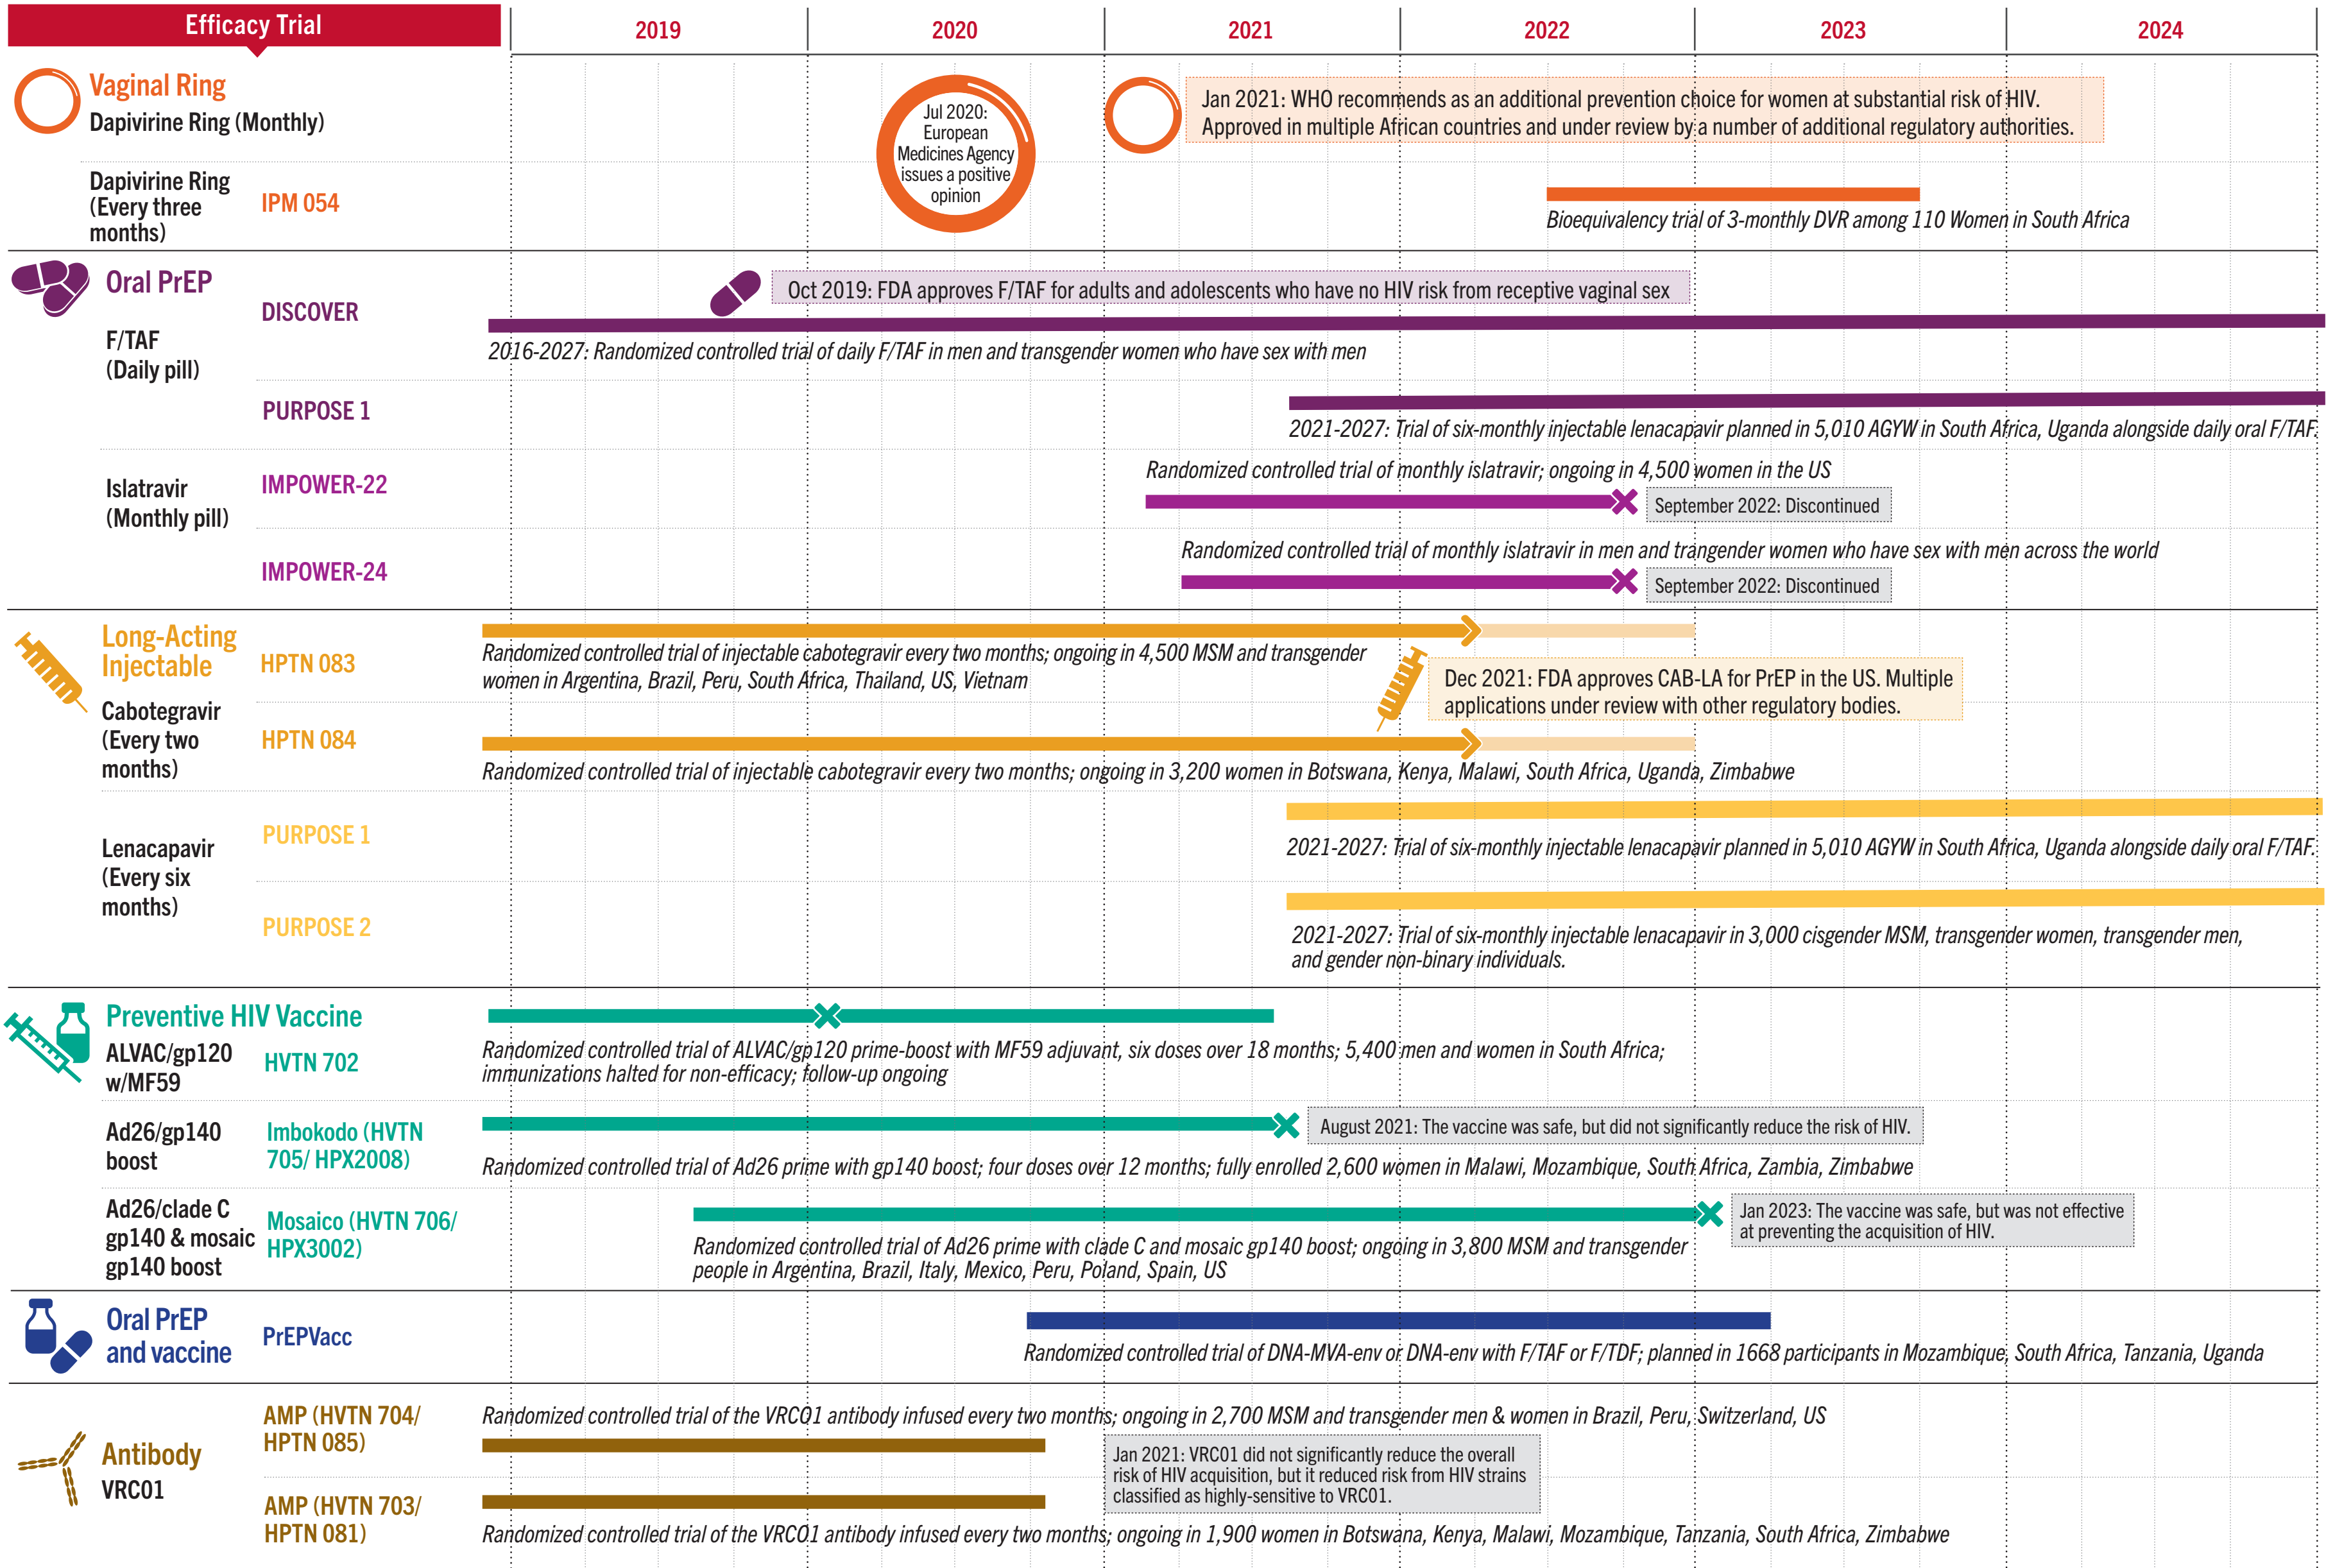 Efficacy Trial
2019
2020
2021
2022
2023
2024
Vaginal Ring
Dapivirine Ring (Monthly)
Jul 2020:
European
Medicines Agency
issues a positive
opinion
Jan 2021: WHO recommends as an additional prevention choice for women at substantial risk of HIV.
Approved in multiple African countries and under review by a number of additional regulatory authorities.
Dapivirine Ring
(Every three
months)
IPM 054
Bioequivalency trial of 3-monthly DVR among 110 Women in South Africa
Oral PrEP
F/TAF
(Daily pill)
DISCOVER
Oct 2019: FDA approves F/TAF for adults and adolescents who have no HIV risk from receptive vaginal sex
2016-2027: Randomized controlled trial of daily F/TAF in men and transgender women who have sex with men
PURPOSE 1
2021-2027: Trial of six-monthly injectable lenacapavir planned in 5,010 AGYW in South Africa, Uganda alongside daily oral F/TAF.
Islatravir
(Monthly pill)
IMPOWER-22
Randomized controlled trial of monthly islatravir; ongoing in 4,500 women in the US
September 2022: Discontinued
IMPOWER-24
Randomized controlled trial of monthly islatravir in men and trangender women who have sex with men across the world
September 2022: Discontinued
Long-Acting
Injectable
Cabotegravir
(Every two
months)
HPTN 083
Randomized controlled trial of injectable cabotegravir every two months; ongoing in 4,500 MSM and transgender
women in Argentina, Brazil, Peru, South Africa, Thailand, US, Vietnam
Dec 2021: FDA approves CAB-LA for PrEP in the US. Multiple
applications under review with other regulatory bodies.
HPTN 084
Randomized controlled trial of injectable cabotegravir every two months; ongoing in 3,200 women in Botswana, Kenya, Malawi, South Africa, Uganda, Zimbabwe
Lenacapavir
(Every six
months)
PURPOSE 1
2021-2027: Trial of six-monthly injectable lenacapavir planned in 5,010 AGYW in South Africa, Uganda alongside daily oral F/TAF.
PURPOSE 2
2021-2027: Trial of six-monthly injectable lenacapavir in 3,000 cisgender MSM, transgender women, transgender men,
and gender non-binary individuals.
Preventive HIV Vaccine
ALVAC/gp120
w/MF59
HVTN 702
Randomized controlled trial of ALVAC/gp120 prime-boost with MF59 adjuvant, six doses over 18 months; 5,400 men and women in South Africa;
immunizations halted for non-efficacy; follow-up ongoing
Ad26/gp140
boost
Imbokodo (HVTN
705/ HPX2008)
August 2021: The vaccine was safe, but did not significantly reduce the risk of HIV.
Randomized controlled trial of Ad26 prime with gp140 boost; four doses over 12 months; fully enrolled 2,600 women in Malawi, Mozambique, South Africa, Zambia, Zimbabwe
Ad26/clade C
gp140 & mosaic
gp140 boost
Mosaico (HVTN 706/
HPX3002)
Jan 2023: The vaccine was safe, but was not effective
at preventing the acquisition of HIV.
Randomized controlled trial of Ad26 prime with clade C and mosaic gp140 boost; ongoing in 3,800 MSM and transgender
people in Argentina, Brazil, Italy, Mexico, Peru, Poland, Spain, US
Oral PrEP
and vaccine
PrEPVacc
Randomized controlled trial of DNA-MVA-env or DNA-env with F/TAF or F/TDF; planned in 1668 participants in Mozambique, South Africa, Tanzania, Uganda
Antibody
VRC01
AMP (HVTN 704/
HPTN 085)
Randomized controlled trial of the VRC01 antibody infused every two months; ongoing in 2,700 MSM and transgender men & women in Brazil, Peru, Switzerland, US
Jan 2021: VRC01 did not significantly reduce the overall
risk of HIV acquisition, but it reduced risk from HIV strains
classified as highly-sensitive to VRC01.
AMP (HVTN 703/
HPTN 081)
Randomized controlled trial of the VRC01 antibody infused every two months; ongoing in 1,900 women in Botswana, Kenya, Malawi, Mozambique, Tanzania, South Africa, Zimbabwe